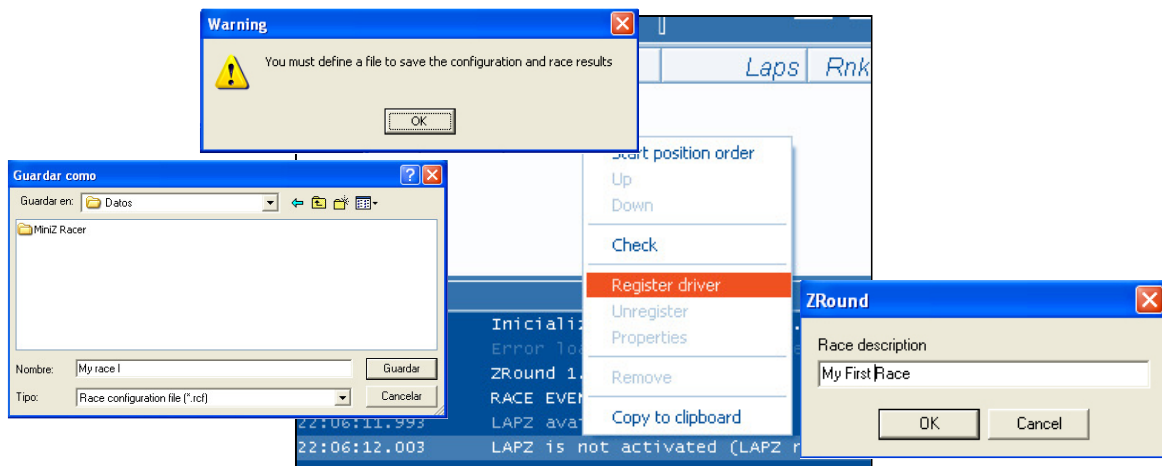 Warning
You must define a file to save the configuration and race results
OK
Laps Rnk
Start position order
Up
Down
Check
Register driver
Unregister
Properties
Remove
Copy to clipboard
Guardar como
Guardar en: Datos
MiniZ Racer
Nombre: My race I Guardar
Tipo: Race configuration file (*.rcf) Cancelar
ZRound
Race description
My First Race
OK Cancel
Error
ZRound 1.
RACE
22:06:11.993 LAPZ
22:06:12.003 LAPZ is not activated (LAPZ